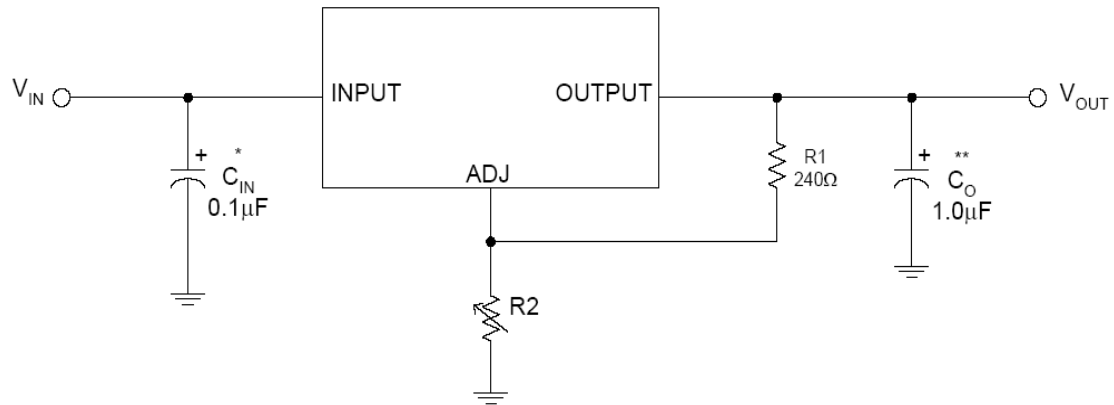 V_IN
INPUT
OUTPUT
V_OUT
ADJ
+ *
C_IN
0.1μF
R1
240Ω
+ **
C_O
1.0μF
R2